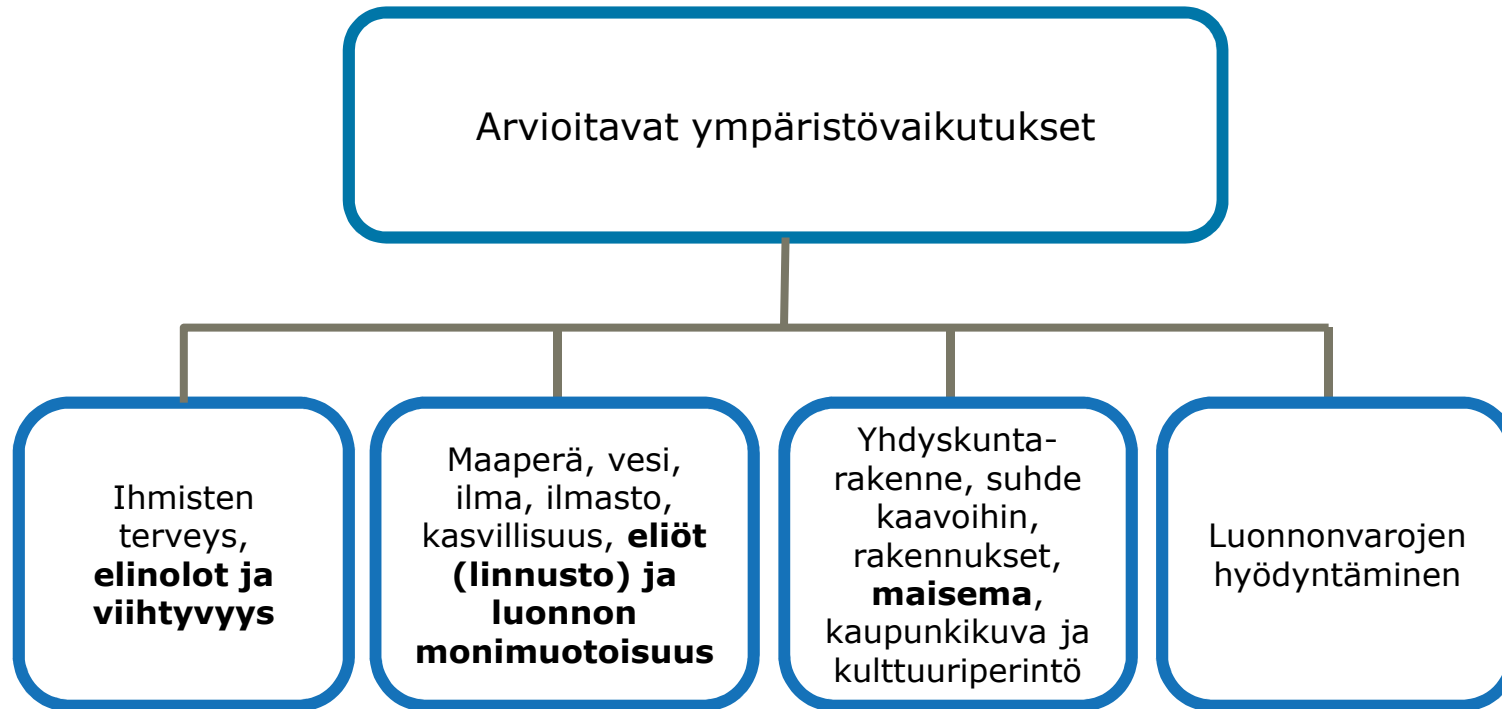 Arvioitavat ympäristövaikutukset
Ihmisten
terveys,
elinolot ja
viihtyvyys
Maaperä, vesi,
ilma, ilmasto,
kasvillisuus, eliöt
(linnusto) ja
luonnon
monimuotoisuus
Yhdyskunta-
rakenne, suhde
kaavoihin,
rakennukset,
maisema,
kaupunkikuva ja
kulttuuriperintö
Luonnonvarojen
hyödyntäminen